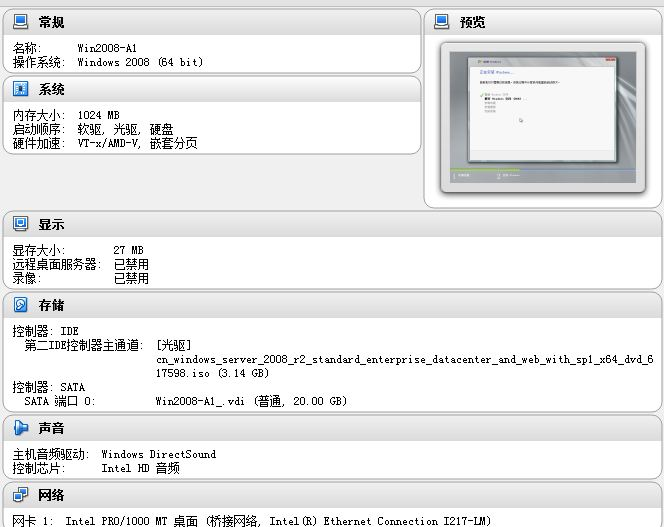 常规
名称: Win2008-A1
操作系统: Windows 2008 (64 bit)
预览
系统
内存大小: 1024 MB
启动顺序: 软驱, 光驱, 硬盘
硬件加速: VT-x/AMD-V, 嵌套分页
显示
显存大小: 27 MB
远程桌面服务器: 已禁用
录像: 已禁用
存储
控制器: IDE
第二IDE控制器主通道: [光驱]
cn_windows_server_2008_r2_standard_enterprise_datacenter_and_web_with_sp1_x64_dvd_6
17598.iso (3.14 GB)
控制器: SATA
SATA 端口 0: Win2008-A1_.vdi (普通, 20.00 GB)
声音
主机音频驱动: Windows DirectSound
控制芯片: Intel HD 音频
网络
网卡 1: Intel PRO/1000 MT 桌面 (桥接网络, Intel(R) Ethernet Connection I217-LM)